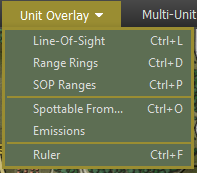 Unit Overlay Multi-Unit
Line-Of-Sight Ctrl+L
Range Rings Ctrl+D
SOP Ranges Ctrl+P
Spottable From... Ctrl+O
Emissions
Ruler Ctrl+F